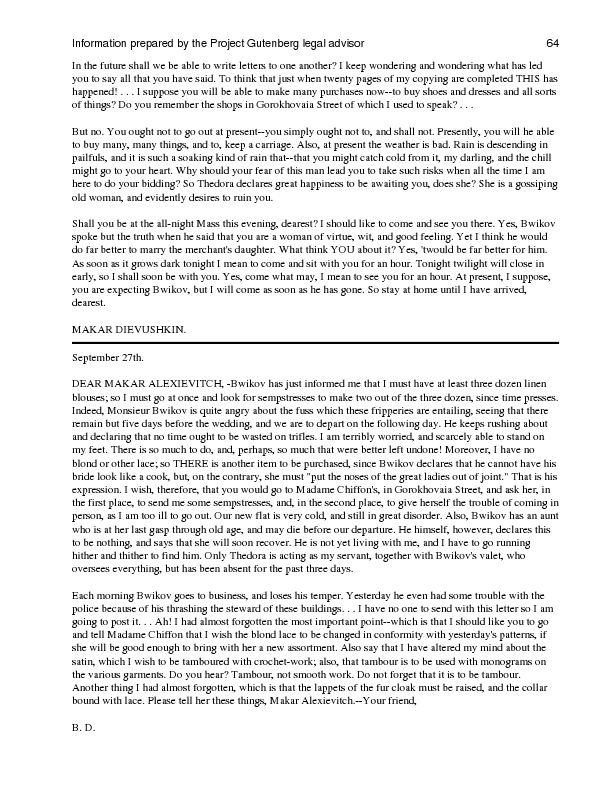 Information prepared by the Project Gutenberg legal advisor 64
In the future shall we be able to write letters to one another? I keep wondering and wondering what has led
you to say all that you have said. To think that just when twenty pages of my copying are completed THIS has
happened! . . . I suppose you will be able to make many purchases now--to buy shoes and dresses and all sorts
of things? Do you remember the shops in Gorokhovaia Street of which I used to speak? . . .
But no. You ought not to go out at present--you simply ought not to, and shall not. Presently, you will he able
to buy many, many things, and to, keep a carriage. Also, at present the weather is bad. Rain is descending in
pailfuls, and it is such a soaking kind of rain that--that you might catch cold from it, my darling, and the chill
might go to your heart. Why should your fear of this man lead you to take such risks when all the time I am
here to do your bidding? So Thedora declares great happiness to be awaiting you, does she? She is a gossiping
old woman, and evidently desires to ruin you.
Shall you be at the all-night Mass this evening, dearest? I should like to come and see you there. Yes, Bwikov
spoke but the truth when he said that you are a woman of virtue, wit, and good feeling. Yet I think he would
do far better to marry the merchant's daughter. What think YOU about it? Yes, 'twould be far better for him.
As soon as it grows dark tonight I mean to come and sit with you for an hour. Tonight twilight will close in
early, so I shall soon be with you. Yes, come what may, I mean to see you for an hour. At present, I suppose,
you are expecting Bwikov, but I will come as soon as he has gone. So stay at home until I have arrived,
dearest.
MAKAR DIEVUSHKIN.
September 27th.
DEAR MAKAR ALEXIEVITCH, -Bwikov has just informed me that I must have at least three dozen linen
blouses; so I must go at once and look for sempstresses to make two out of the three dozen, since time presses.
Indeed, Monsieur Bwikov is quite angry about the fuss which these fripperies are entailing, seeing that there
remain but five days before the wedding, and we are to depart on the following day. He keeps rushing about
and declaring that no time ought to be wasted on trifles. I am terribly worried, and scarcely able to stand on
my feet. There is so much to do, and, perhaps, so much that were better left undone! Moreover, I have no
blond or other lace; so THERE is another item to be purchased, since Bwikov declares that he cannot have his
bride look like a cook, but, on the contrary, she must "put the noses of the great ladies out of joint." That is his
expression. I wish, therefore, that you would go to Madame Chiffon's, in Gorokhovaia Street, and ask her, in
the first place, to send me some sempstresses, and, in the second place, to give herself the trouble of coming in
person, as I am too ill to go out. Our new flat is very cold, and still in great disorder. Also, Bwikov has an aunt
who is at her last gasp through old age, and may die before our departure. He himself, however, declares this
to be nothing, and says that she will soon recover. He is not yet living with me, and I have to go running
hither and thither to find him. Only Thedora is acting as my servant, together with Bwikov's valet, who
oversees everything, but has been absent for the past three days.
Each morning Bwikov goes to business, and loses his temper. Yesterday he even had some trouble with the
police because of his thrashing the steward of these buildings. . . I have no one to send with this letter so I am
going to post it. . . Ah! I had almost forgotten the most important point--which is that I should like you to go
and tell Madame Chiffon that I wish the blond lace to be changed in conformity with yesterday's patterns, if
she will be good enough to bring with her a new assortment. Also say that I have altered my mind about the
satin, which I wish to be tamboured with crochet-work; also, that tambour is to be used with monograms on
the various garments. Do you hear? Tambour, not smooth work. Do not forget that it is to be tambour.
Another thing I had almost forgotten, which is that the lappets of the fur cloak must be raised, and the collar
bound with lace. Please tell her these things, Makar Alexievitch.--Your friend,
B. D.